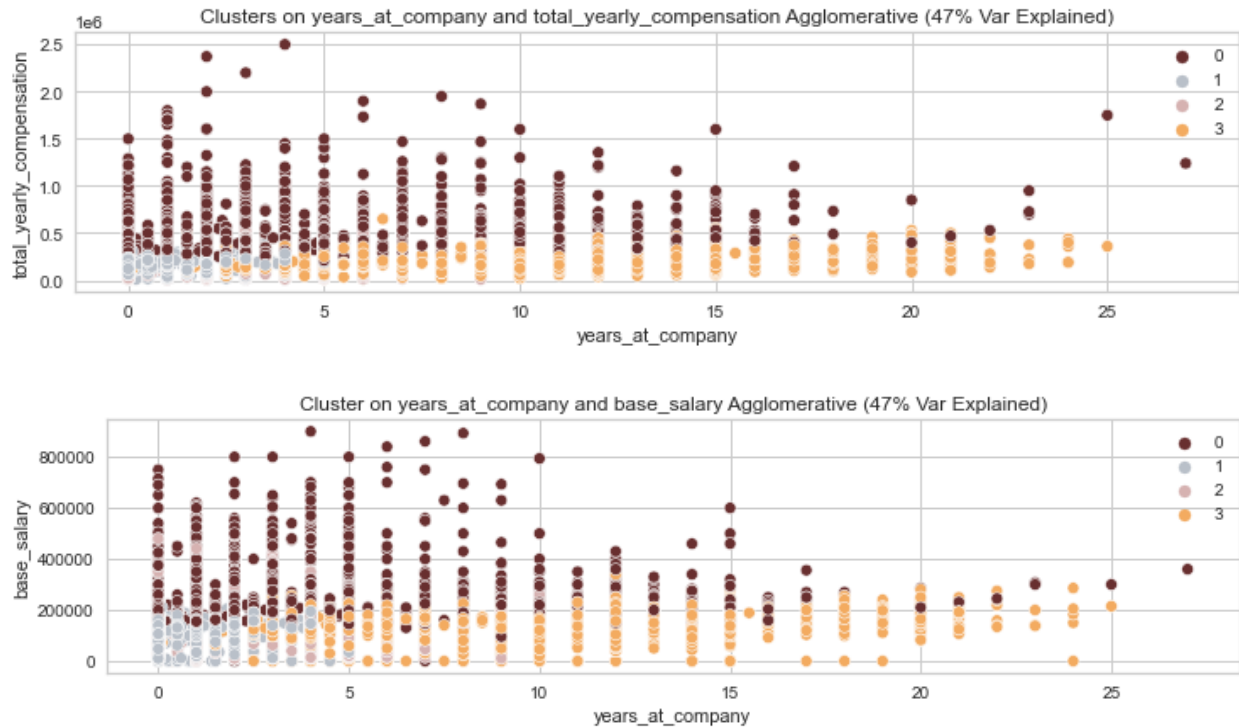 Clusters on years_at_company and total_yearly_compensation Agglomerative (47% Var Explained)
1e6
2.5
2.0
1.5
1.0
0.5
0.0
total_yearly_compensation
0
1
2
3
0 5 10 15 20 25
years_at_company
Cluster on years_at_company and base_salary Agglomerative (47% Var Explained)
800000
600000
400000
200000
0
base_salary
0
1
2
3
0 5 10 15 20 25
years_at_company